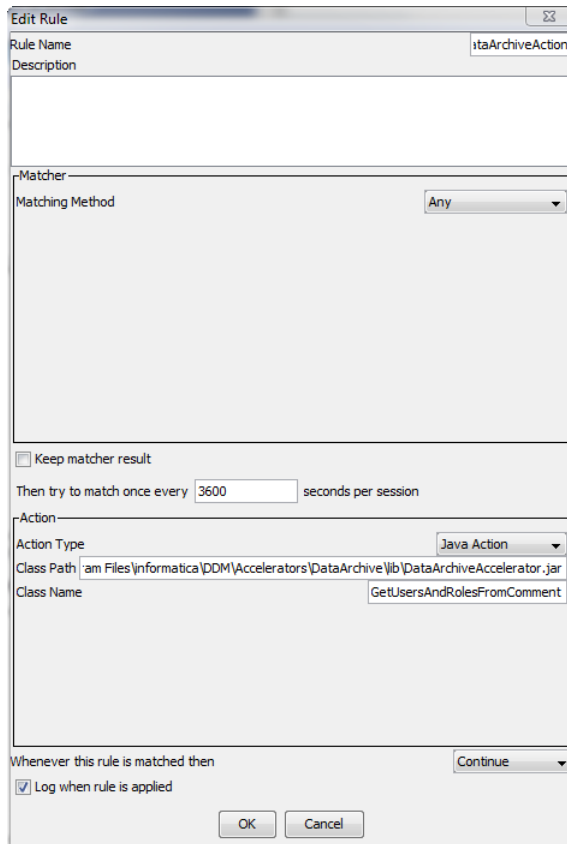 Edit Rule
Rule Name ıtaArchiveAction
Description
Matcher
Matching Method Any
Keep matcher result
Then try to match once every 3600 seconds per session
Action
Action Type Java Action
Class Path ram Files\informatica\DDM\Accelerators\DataArchive\lib\DataArchiveAccelerator.jar
Class Name GetUsersAndRolesFromComment
Whenever this rule is matched then Continue
Log when rule is applied
OK Cancel